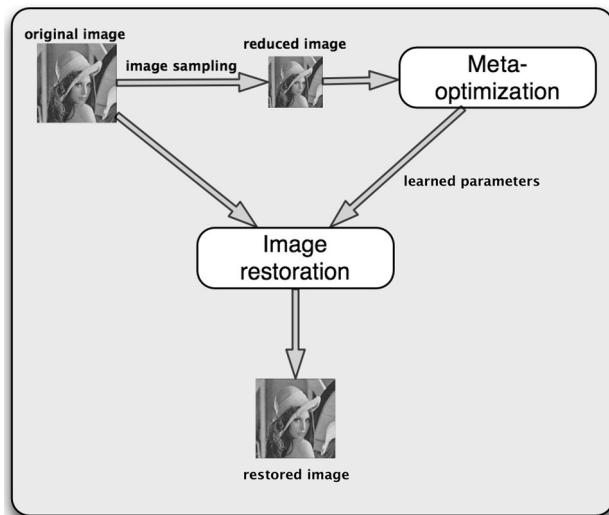 original image
image sampling
reduced image
Meta-
optimization
learned parameters
Image
restoration
restored image